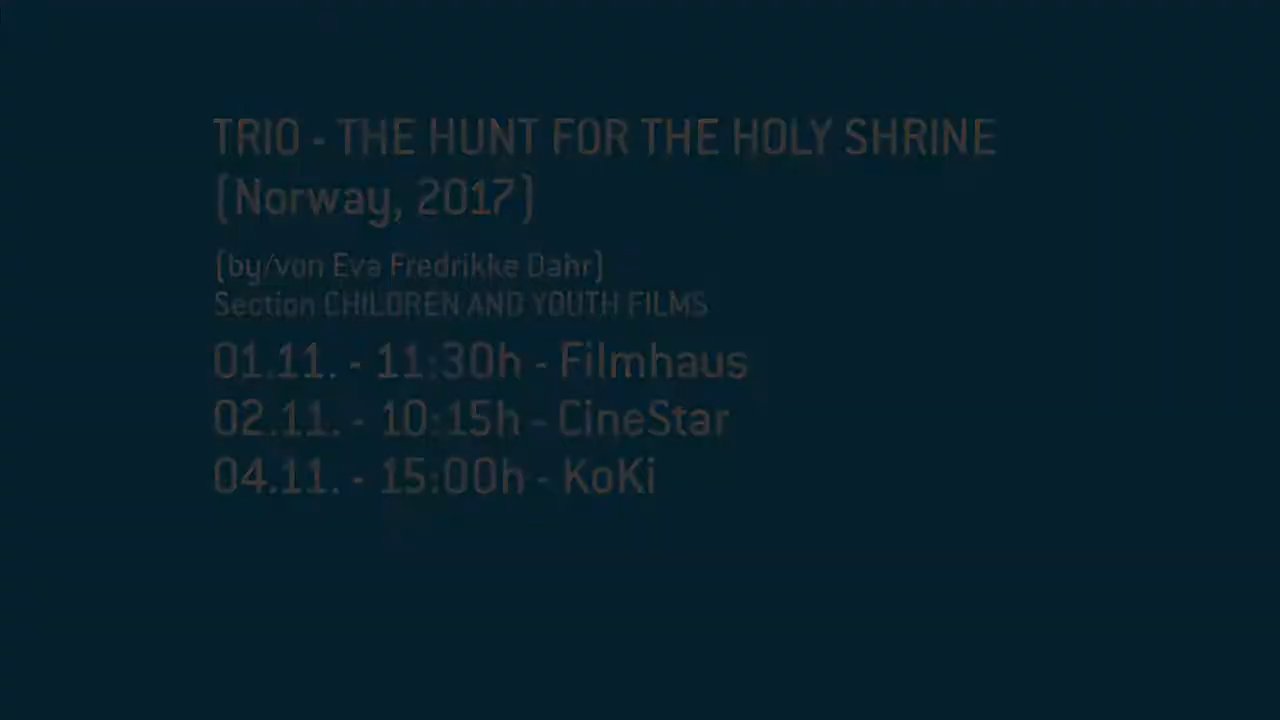 TRIO - THE HUNT FOR THE HOLY SHRINE
(Norway, 2017)
(by/von Eva Fredrikke Dahr)
Section CHILDREN AND YOUTH FILMS
01.11. - 11:30h - Filmhaus
02.11. - 10:15h - CineStar
04.11. - 15:00h - KoKi